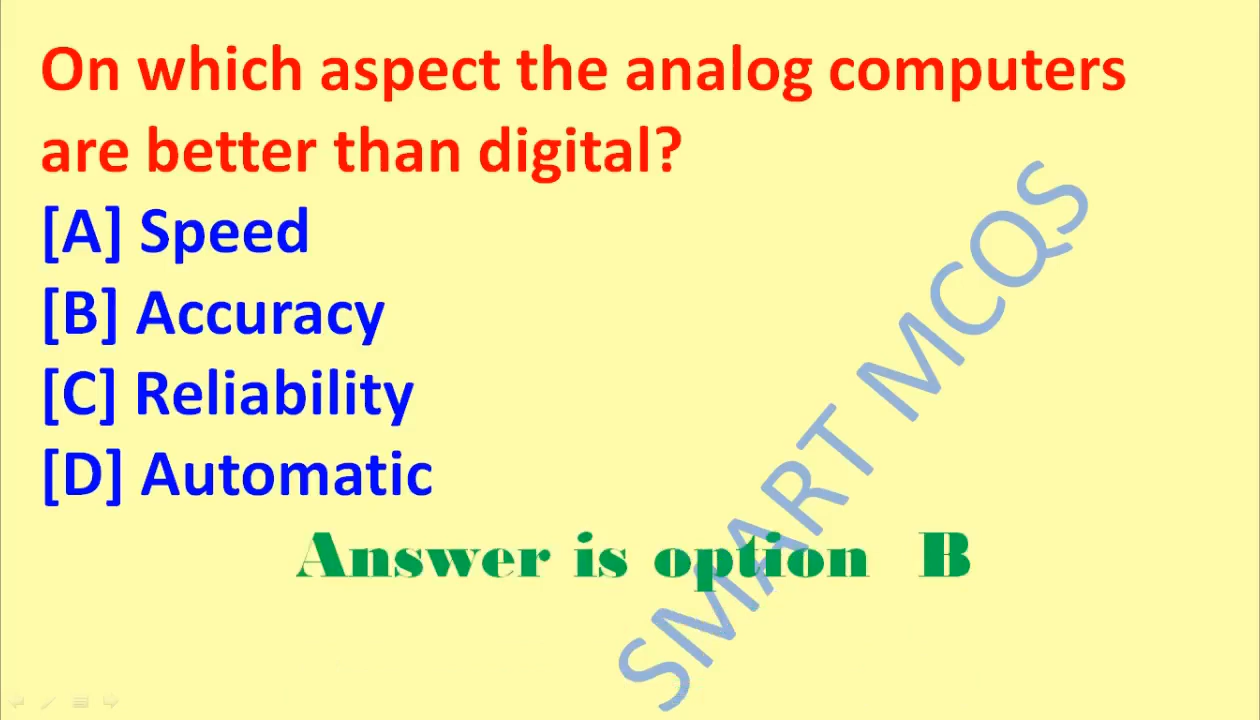 On which aspect the analog computers
are better than digital?
[A] Speed
[B] Accuracy
[C] Reliability
[D] Automatic
Answer is option B
SMART MCQS